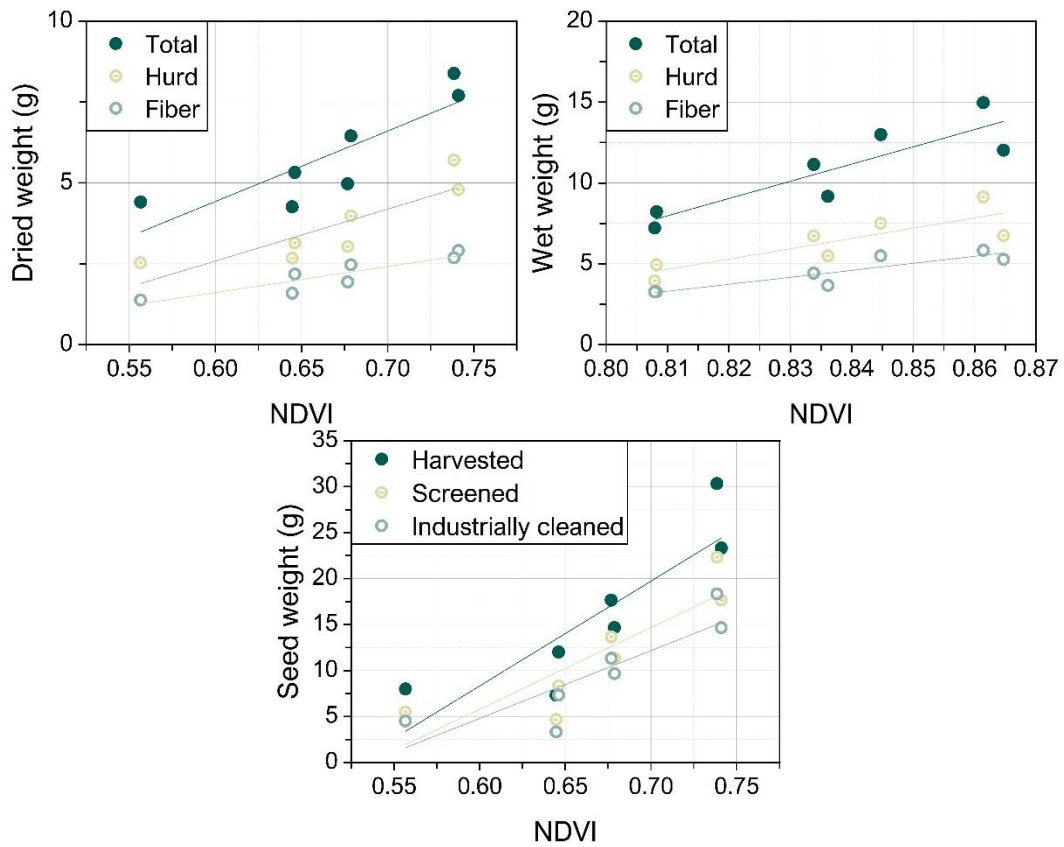 10
5
0
Dried weight (g)
Total
Hurd
Fiber
0.55 0.60 0.65 0.70 0.75
NDVI
20
15
10
5
0
Wet weight (g)
Total
Hurd
Fiber
0.80 0.81 0.82 0.83 0.84 0.85 0.86 0.87
NDVI
35
30
25
20
15
10
5
0
Seed weight (g)
Harvested
Screened
Industrially cleaned
0.55 0.60 0.65 0.70 0.75
NDVI